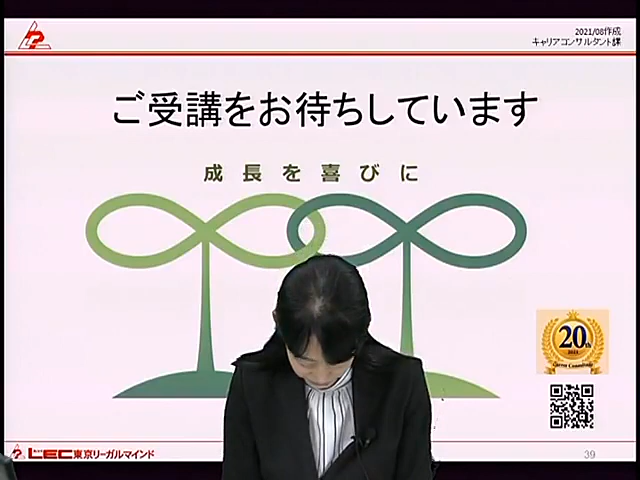 2021/08作成
キャリアコンサルタント課
ご受講をお待ちしています
成長を喜びに
20th
2021
LEC東京リーガルマインド
39